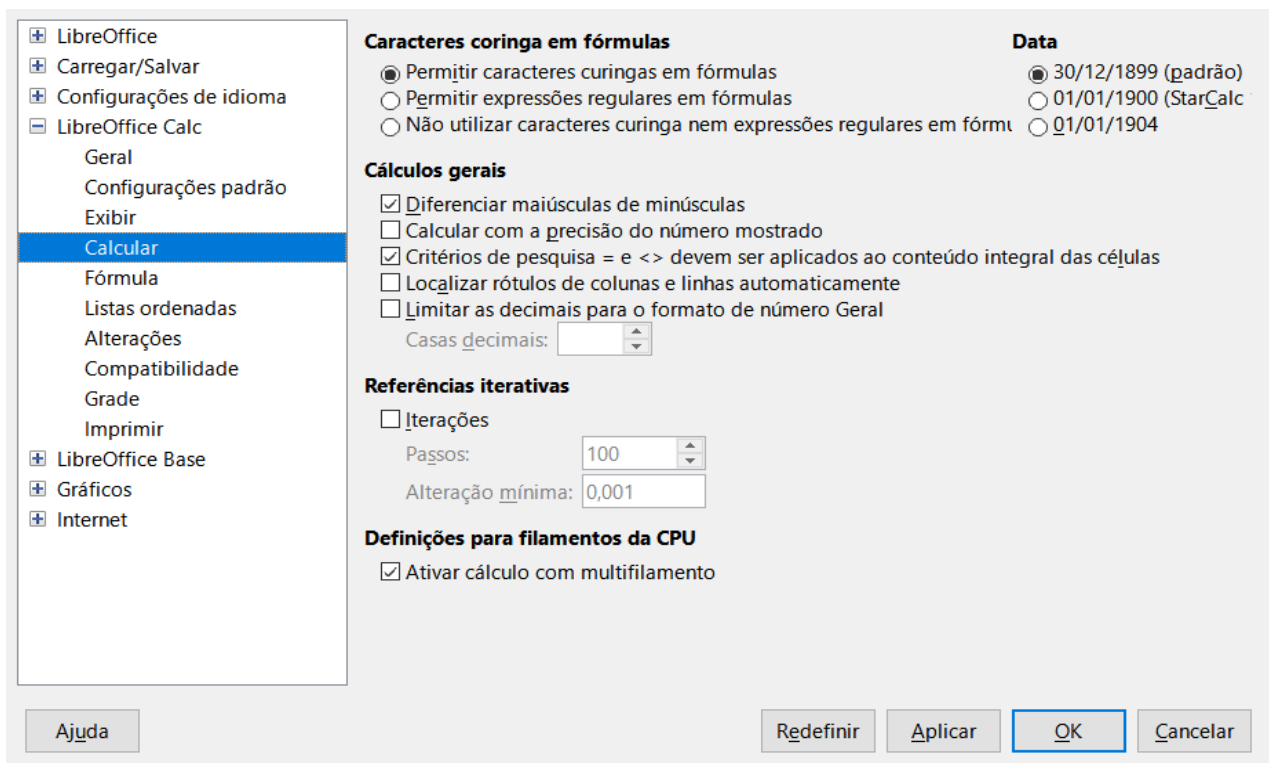 LibreOffice
Carregar/Salvar
Configurações de idioma
LibreOffice Calc
Geral
Configurações padrão
Exibir
Calcular
Fórmula
Listas ordenadas
Alterações
Compatibilidade
Grade
Imprimir
LibreOffice Base
Gráficos
Internet
Caracteres coringa em fórmulas
Permitir caracteres curingas em fórmulas
Permitir expressões regulares em fórmulas
Não utilizar caracteres curinga nem expressões regulares em fórmu
Data
30/12/1899 (padrão)
01/01/1900 (StarCalc
01/01/1904
Cálculos gerais
Diferenciar maiúsculas de minúsculas
Calcular com a precisão do número mostrado
Critérios de pesquisa = e <> devem ser aplicados ao conteúdo integral das células
Localizar rótulos de colunas e linhas automaticamente
Limitar as decimais para o formato de número Geral
Casas decimais:
Referências iterativas
Iterações
Passos: 100
Alteração mínima: 0,001
Definições para filamentos da CPU
Ativar cálculo com multifilamento
Ajuda Redefinir Aplicar OK Cancelar